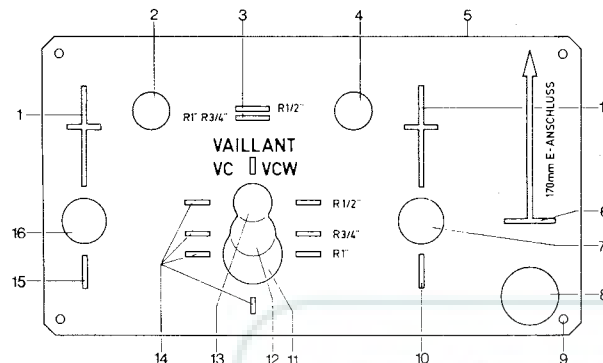 2 3 4 5
1 R1" R3/4" R1/2" 1
VAILLANT
VC VCW
170mm E-ANSCHLUSS
R1/2"
6
16 R3/4" 7
R1"
15 8
14 13 12 11 10 9